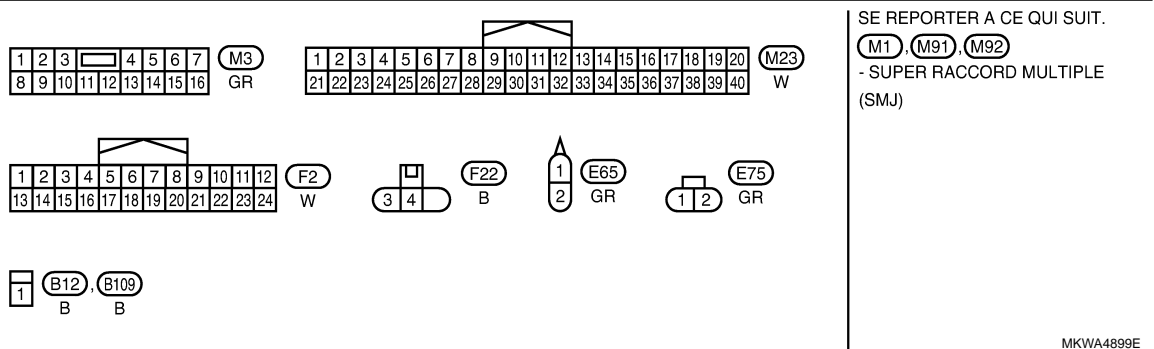 1 2 3 4 5 6 7
8 9 10 11 12 13 14 15 16
M3
GR
1 2 3 4 5 6 7 8 9 10 11 12 13 14 15 16 17 18 19 20
21 22 23 24 25 26 27 28 29 30 31 32 33 34 35 36 37 38 39 40
M23
W
1 2 3 4 5 6 7 8 9 10 11 12
13 14 15 16 17 18 19 20 21 22 23 24
F2
W
3 4
F22
B
1
2
E65
GR
1 2
E75
GR
1
B12 , B109
B B
SE REPORTER A CE QUI SUIT.
M1 , M91 , M92
- SUPER RACCORD MULTIPLE
(SMJ)
MKWA4899E